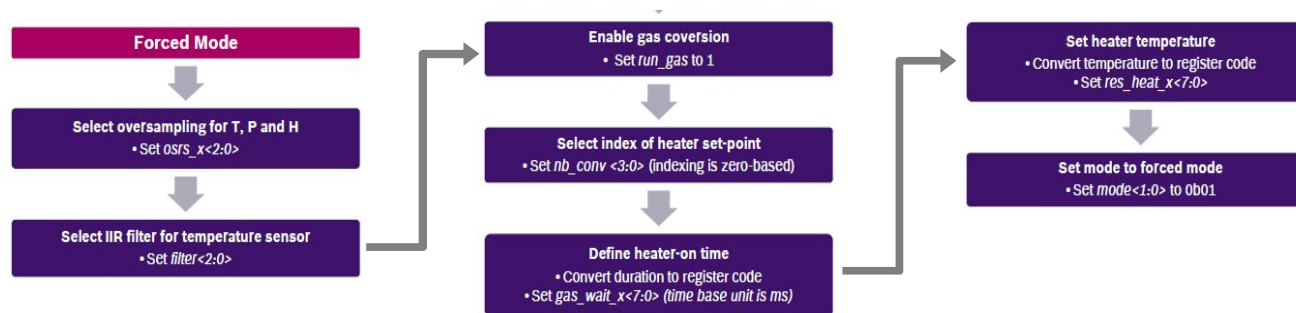 Forced Mode
Select oversampling for T, P and H
• Set osrs_x<2:0>
Select IIR filter for temperature sensor
• Set filter<2:0>
Enable gas coversion
• Set run_gas to 1
Select index of heater set-point
• Set nb_conv <3:0> (indexing is zero-based)
Define heater-on time
• Convert duration to register code
• Set gas_wait_x<7:0> (time base unit is ms)
Set heater temperature
• Convert temperature to register code
• Set res_heat_x<7:0>
Set mode to forced mode
• Set mode<1:0> to 0b01